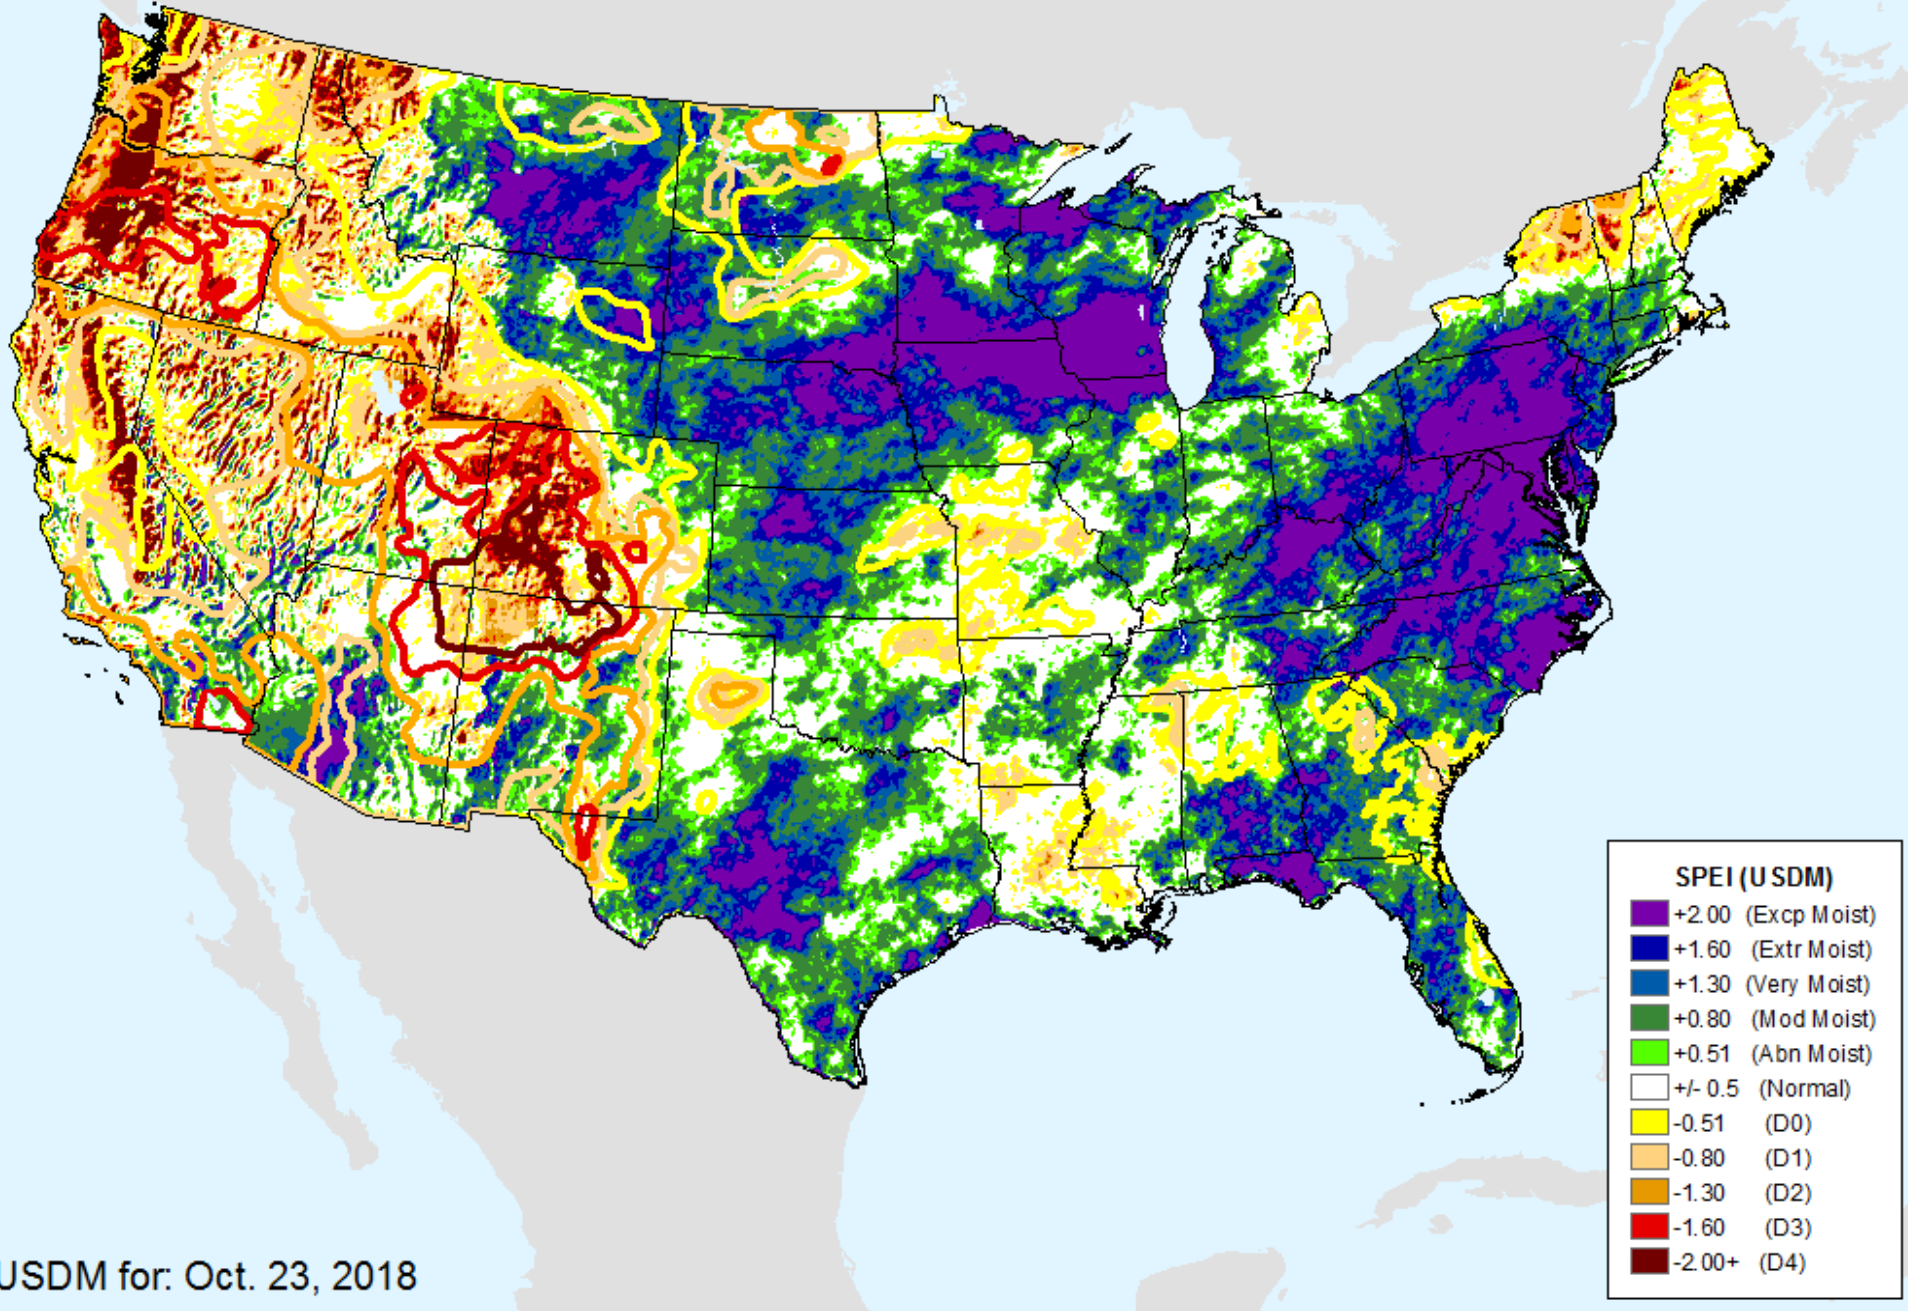 SPEI (USDM)
+2.00 (Excp Moist)
+1.60 (Extr Moist)
+1.30 (Very Moist)
+0.80 (Mod Moist)
+0.51 (Abn Moist)
+/- 0.5 (Normal)
-0.51 (D0)
-0.80 (D1)
-1.30 (D2)
-1.60 (D3)
-2.00+ (D4)
USDM for: Oct. 23, 2018